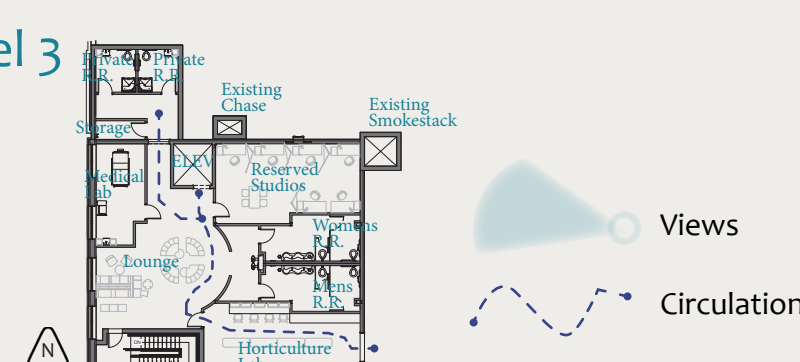 el 3
Private
R.R.
Private
R.R.
Existing
Chase
Existing
Smokestack
Storage
ELEV
Medical
Lab
Reserved
Studios
Womens
R.R.
Lounge
Mens
R.R.
Horticulture
Lab
DN
N
Views
Circulation